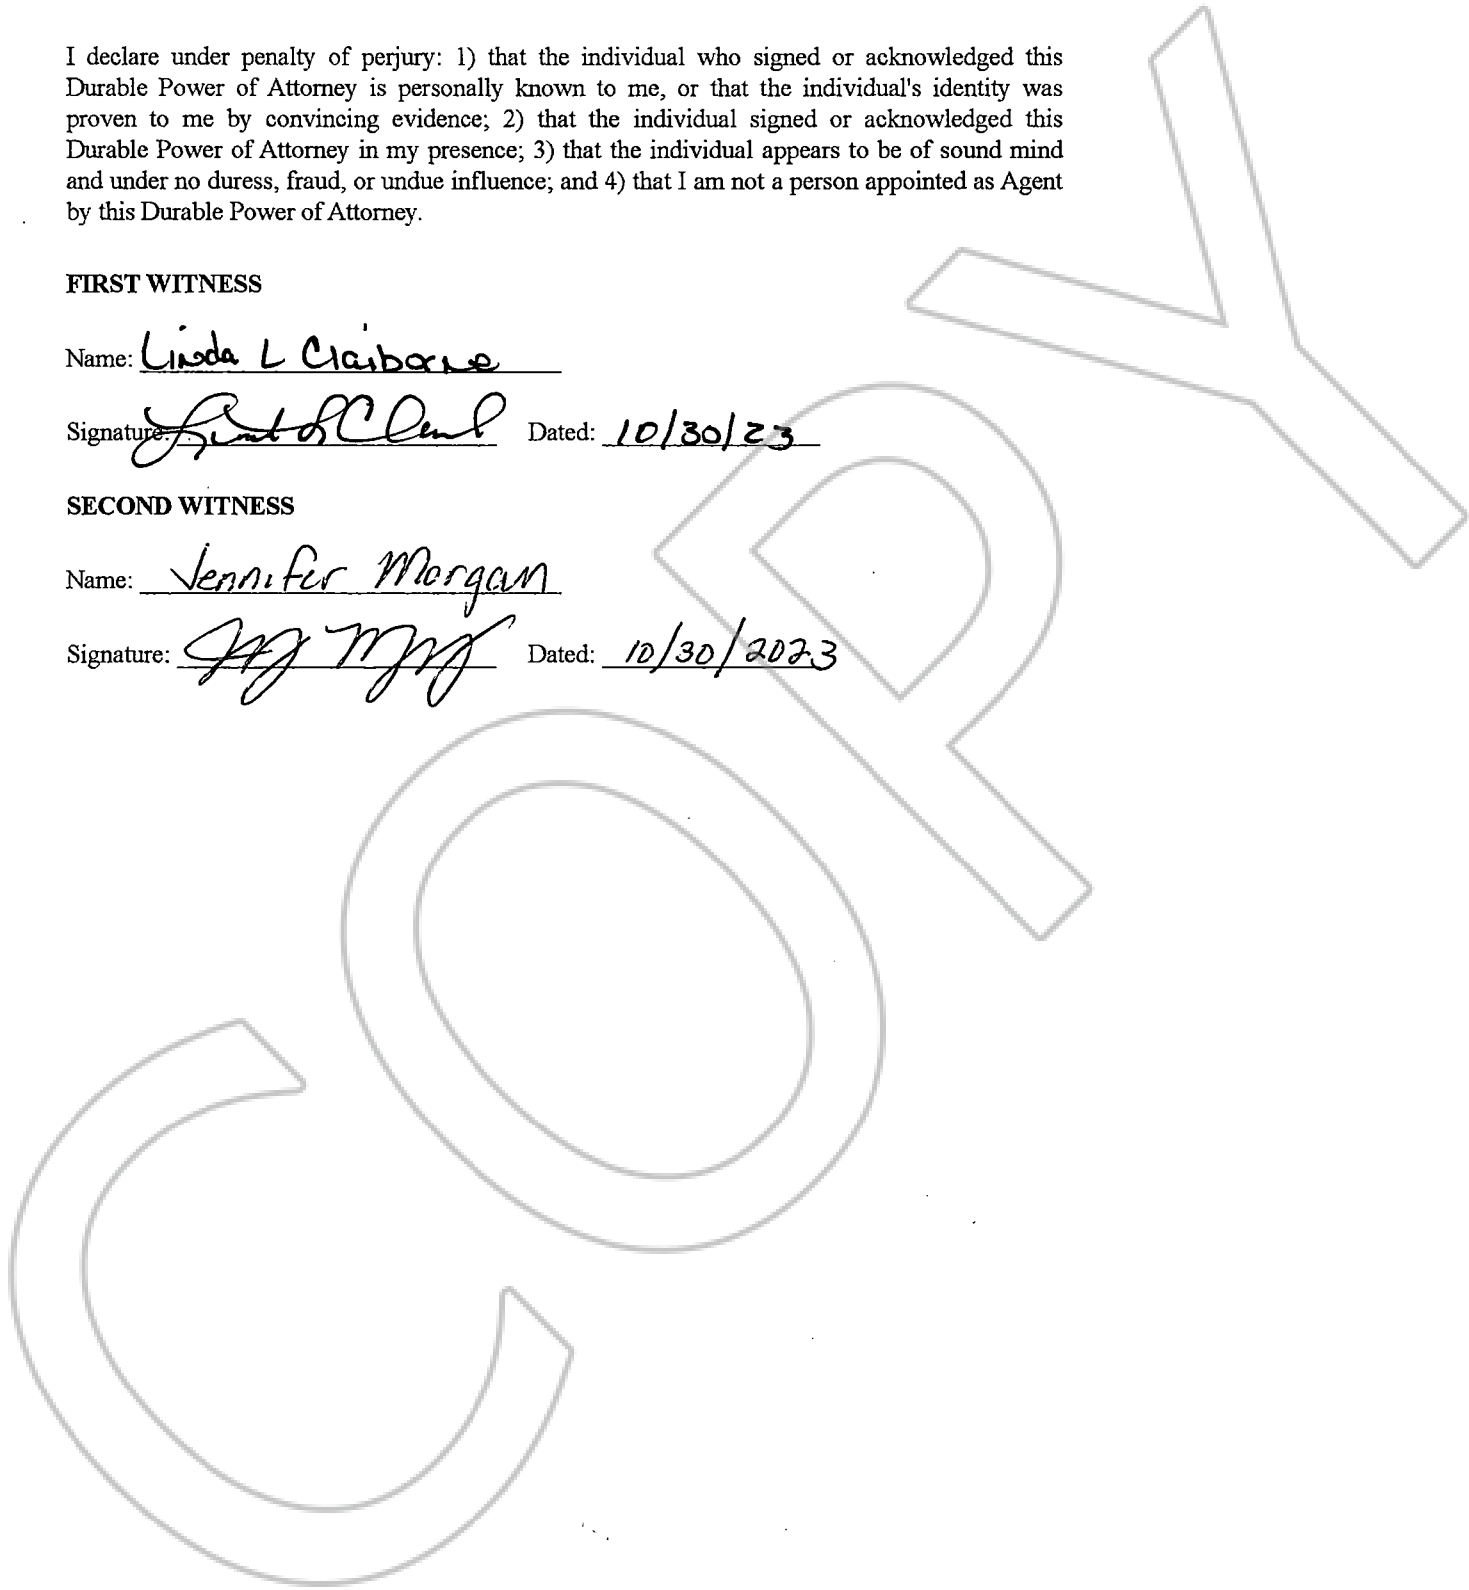 I declare under penalty of perjury: 1) that the individual who signed or acknowledged this
Durable Power of Attorney is personally known to me, or that the individual's identity was
proven to me by convincing evidence; 2) that the individual signed or acknowledged this
Durable Power of Attorney in my presence; 3) that the individual appears to be of sound mind
and under no duress, fraud, or undue influence; and 4) that I am not a person appointed as Agent
by this Durable Power of Attorney.
FIRST WITNESS
Name: Linda L Claiborne
Signature: Dated: 10/30/23
SECOND WITNESS
Name: Jennifer Morgan
Signature: Dated: 10/30/2023
COPY